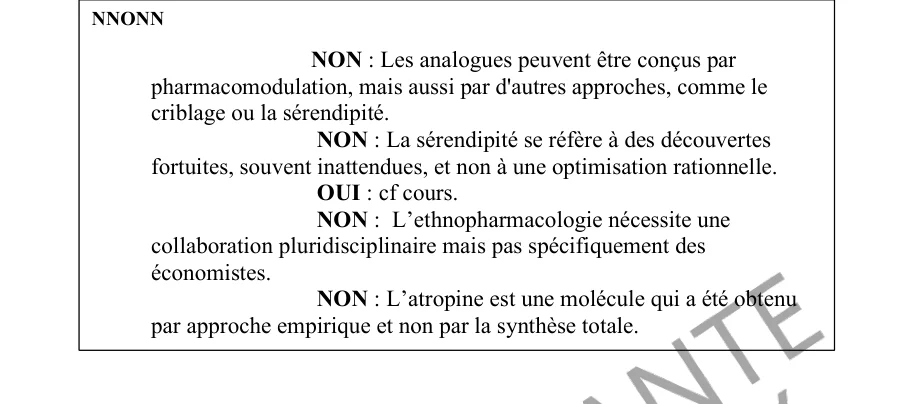 NNONN
NON : Les analogues peuvent être conçus par
pharmacomodulation, mais aussi par d'autres approches, comme le
criblage ou la sérendipité.
NON : La sérendipité se réfère à des découvertes
fortuites, souvent inattendues, et non à une optimisation rationnelle.
OUI : cf cours.
NON : L’ethnopharmacologie nécessite une
collaboration pluridisciplinaire mais pas spécifiquement des
économistes.
NON : L’atropine est une molécule qui a été obtenu
par approche empirique et non par la synthèse totale.